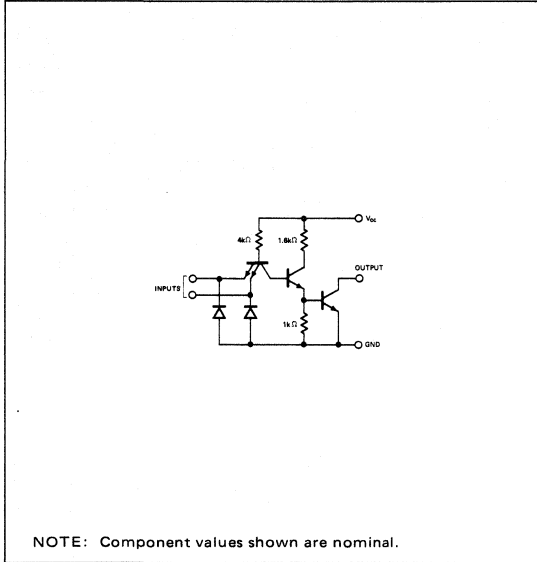 Vcc
4kΩ
1.6kΩ
OUTPUT
INPUTS
1kΩ
GND
NOTE: Component values shown are nominal.